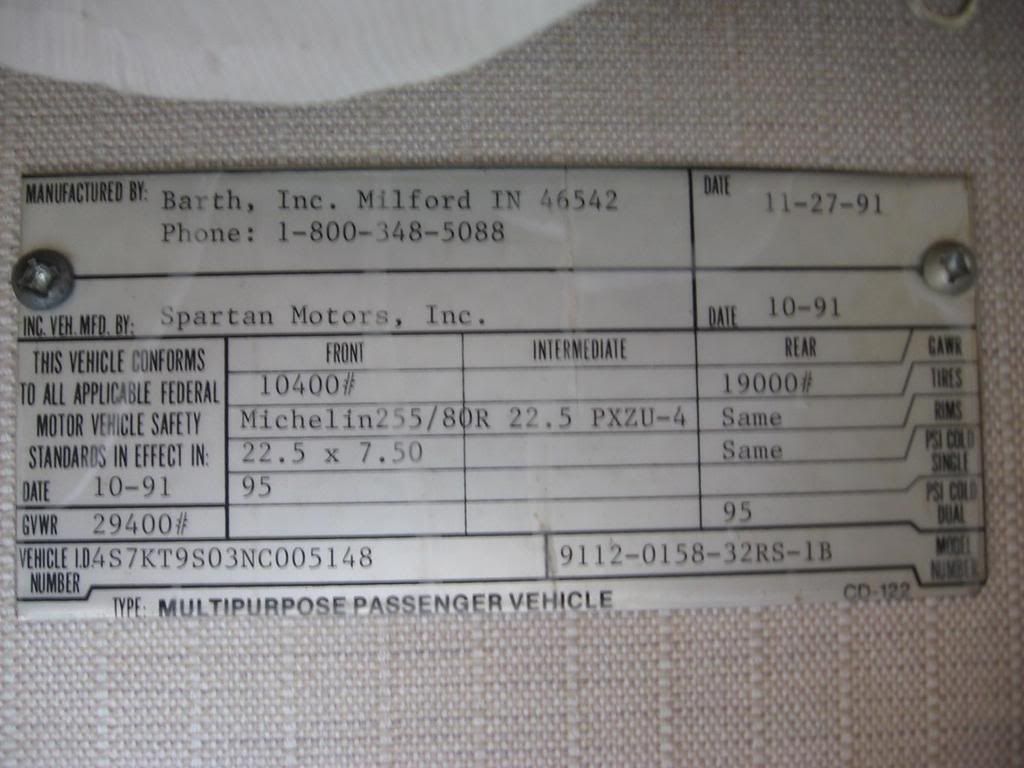 MANUFACTURED BY: Barth, Inc. Milford IN 46542 DATE 11-27-91
Phone: 1-800-348-5088
INC. VEH. MFD. BY: Spartan Motors, Inc. DATE 10-91
THIS VEHICLE CONFORMS FRONT INTERMEDIATE REAR GAWR
TO ALL APPLICABLE FEDERAL 10400# 19000# TIRES
MOTOR VEHICLE SAFETY Michelin255/80R 22.5 PXZU-4 Same RIMS
STANDARDS IN EFFECT IN: 22.5 x 7.50 Same PSI COLD SINGLE
DATE 10-91 95 PSI COLD
GVWR 29400# 95 DUAL
VEHICLE I.D. 4S7KT9S03NC005148 9112-0158-32RS-1B MODEL
NUMBER NUMBER
TYPE: MULTIPURPOSE PASSENGER VEHICLE CD-122